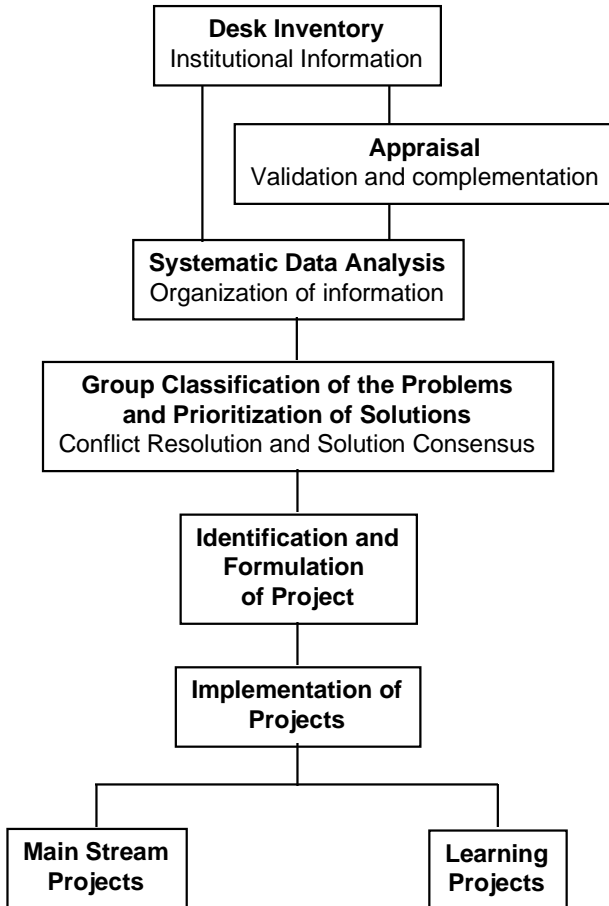 Desk Inventory
Institutional Information
Appraisal
Validation and complementation
Systematic Data Analysis
Organization of information
Group Classification of the Problems
and Prioritization of Solutions
Conflict Resolution and Solution Consensus
Identification and
Formulation
of Project
Implementation of
Projects
Main Stream
Projects
Learning
Projects